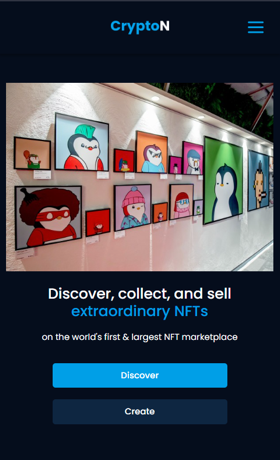 CryptoN
Discover, collect, and sell
extraordinary NFTs
on the world's first & largest NFT marketplace
Discover
Create